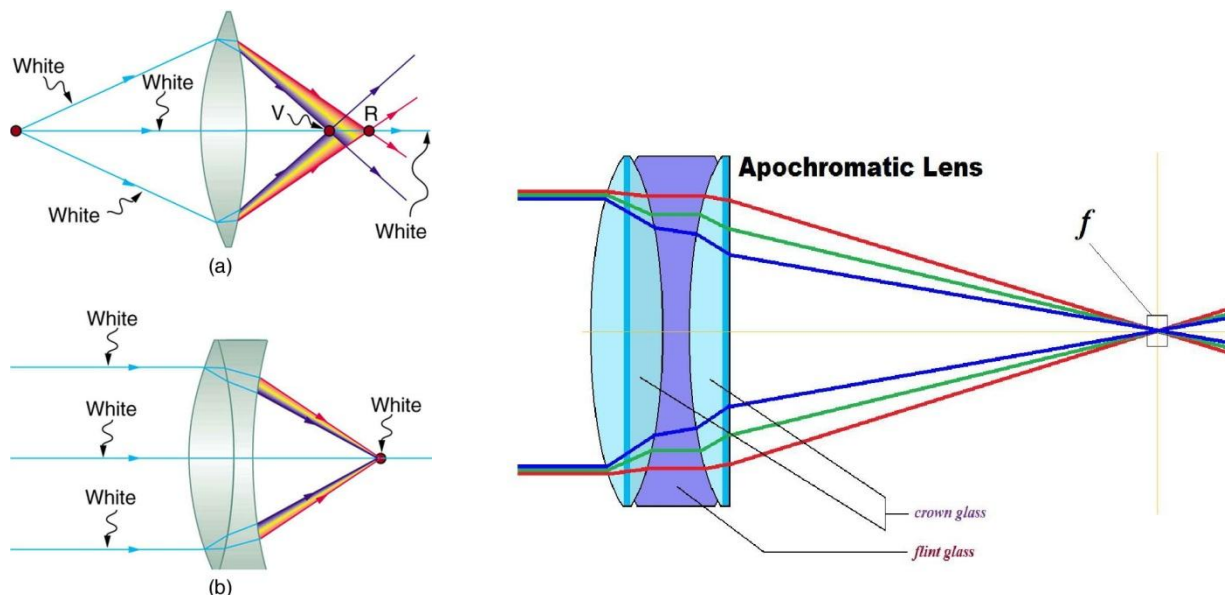 White
White
V
R
White
White
(a)
White
White
White
White
(b)
Apochromatic Lens
f
crown glass
flint glass